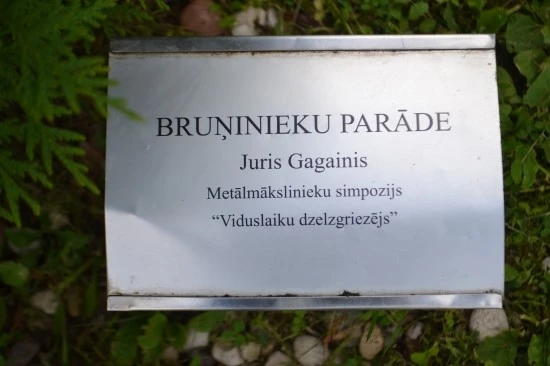 BRUŅINIEKU PARĀDE
Juris Gagainis
Metālmākslinieku simpozijs
“Viduslaiku dzelzgriezējs”